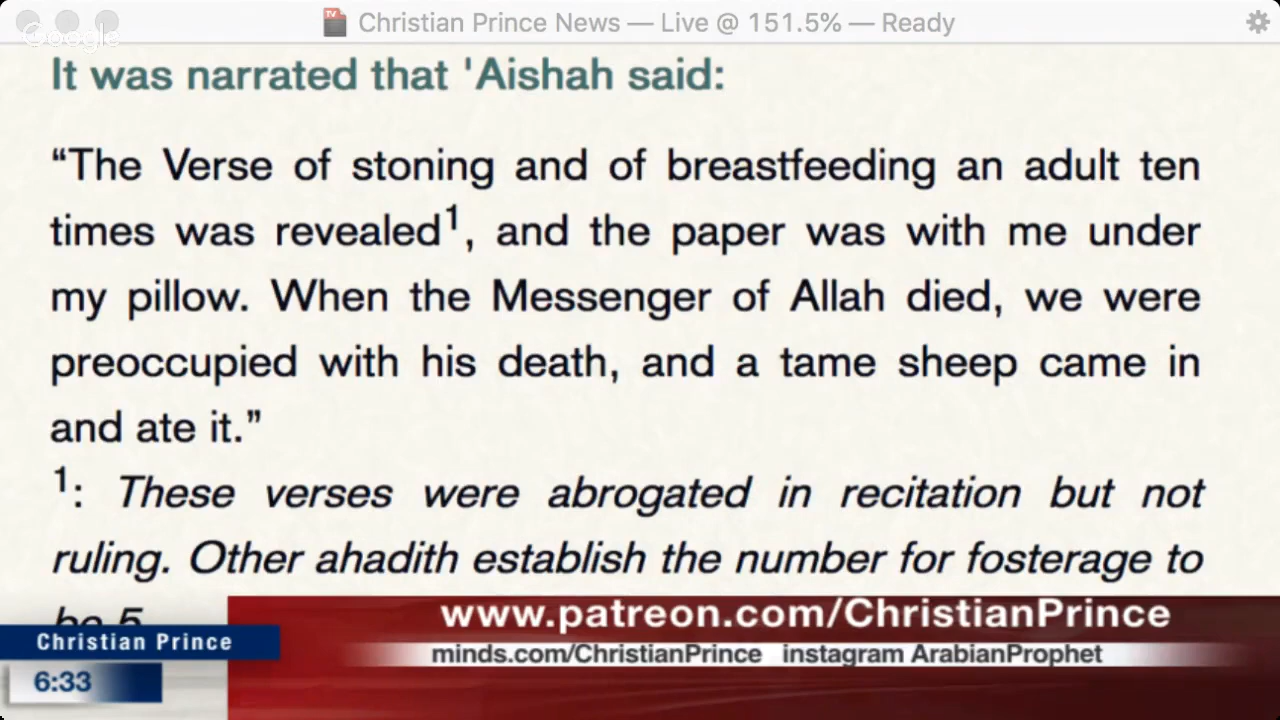 Christian Prince News — Live @ 151.5% — Ready
Google
It was narrated that 'Aishah said:
“The Verse of stoning and of breastfeeding an adult ten
times was revealed¹, and the paper was with me under
my pillow. When the Messenger of Allah died, we were
preoccupied with his death, and a tame sheep came in
and ate it.”
¹: These verses were abrogated in recitation but not
ruling. Other ahadith establish the number for fosterage to
be 5
www.patreon.com/ChristianPrince
Christian Prince
minds.com/ChristianPrince instagram ArabianProphet
6:33